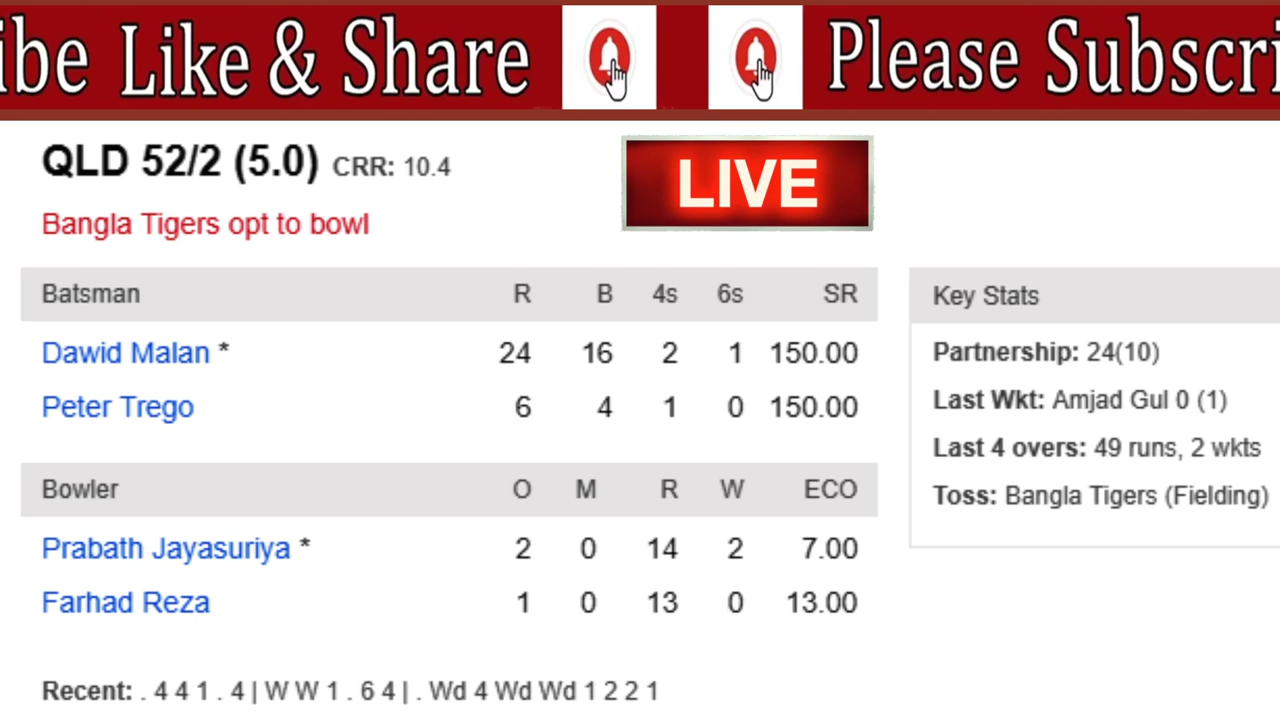 ibe Like & Share Please Subscri
QLD 52/2 (5.0) CRR: 10.4
LIVE
Bangla Tigers opt to bowl
Batsman R B 4s 6s SR
Dawid Malan * 24 16 2 1 150.00
Peter Trego 6 4 1 0 150.00
Bowler O M R W ECO
Prabath Jayasuriya * 2 0 14 2 7.00
Farhad Reza 1 0 13 0 13.00
Key Stats
Partnership: 24(10)
Last Wkt: Amjad Gul 0 (1)
Last 4 overs: 49 runs, 2 wkts
Toss: Bangla Tigers (Fielding)
Recent: . 4 4 1 . 4 | W W 1 . 6 4 | . Wd 4 Wd Wd 1 2 2 1